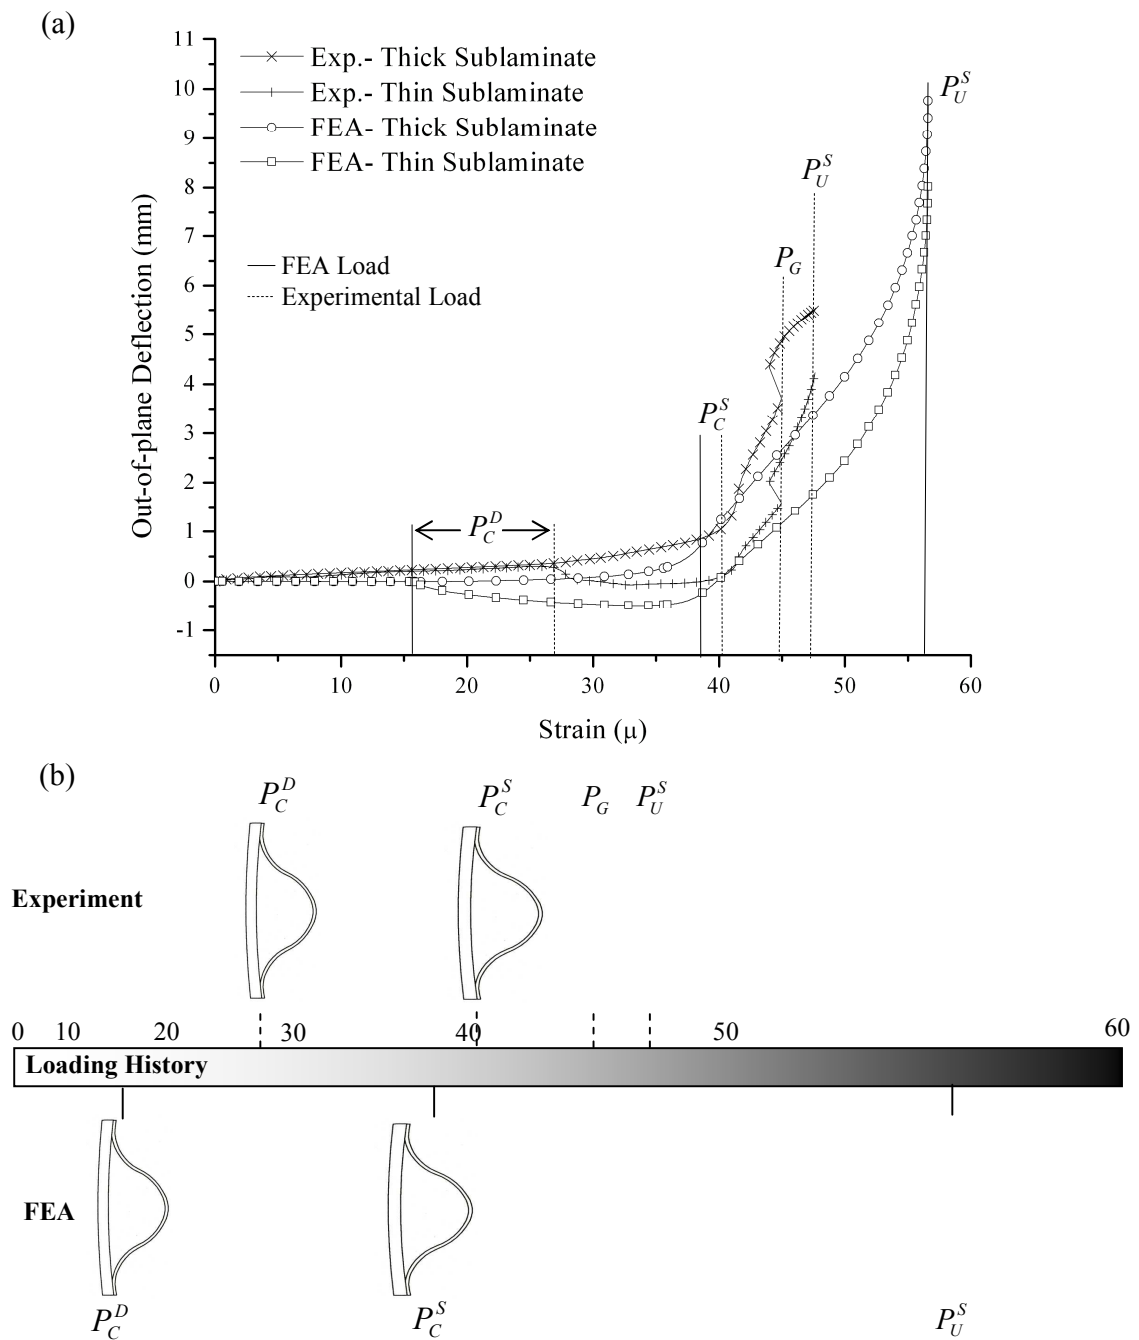 (a)
11
10
9
8
7
6
5
4
3
2
1
0
-1
Out-of-plane Deflection (mm)
Exp.- Thick Sublaminate
Exp.- Thin Sublaminate
FEA- Thick Sublaminate
FEA- Thin Sublaminate
FEA Load
Experimental Load
P_U^S
P_U^S
P_G
P_C^S
P_C^D
0 10 20 30 40 50 60
Strain (μ)
(b)
P_C^D P_C^S P_G P_U^S
Experiment
0 10 20 30 40 50 60
Loading History
FEA
P_C^D P_C^S P_U^S